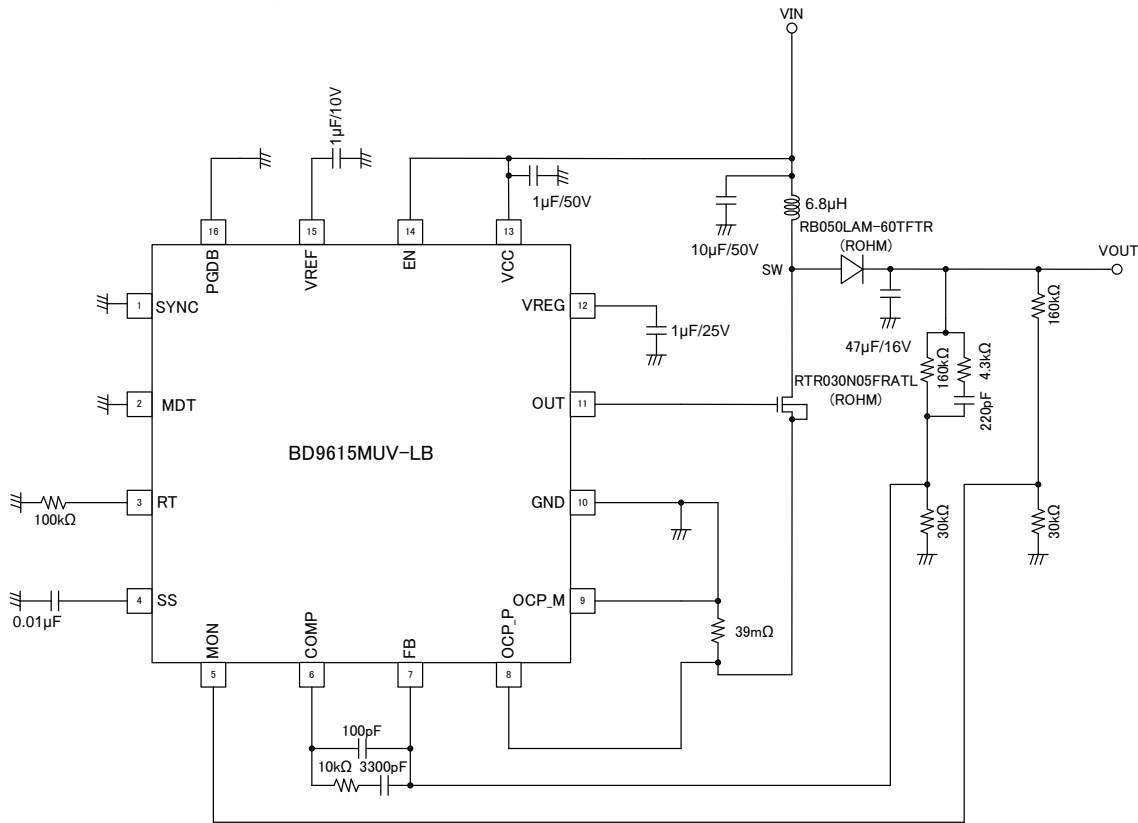 VIN
1µF/10V
1µF/50V
10µF/50V
6.8µH
RB050LAM-60TFTR
(ROHM)
VOUT
SW
16
15
14
13
PGDB
VREF
EN
VCC
1
SYNC
VREG
12
1µF/25V
47µF/16V
160kΩ
4.3kΩ
220pF
160kΩ
RTR030N05FRATL
(ROHM)
2
MDT
OUT
11
BD9615MUV-LB
3
RT
100kΩ
GND
10
30kΩ
30kΩ
4
SS
0.01µF
OCP_M
9
39mΩ
MON
COMP
FB
OCP_P
5
6
7
8
100pF
10kΩ
3300pF